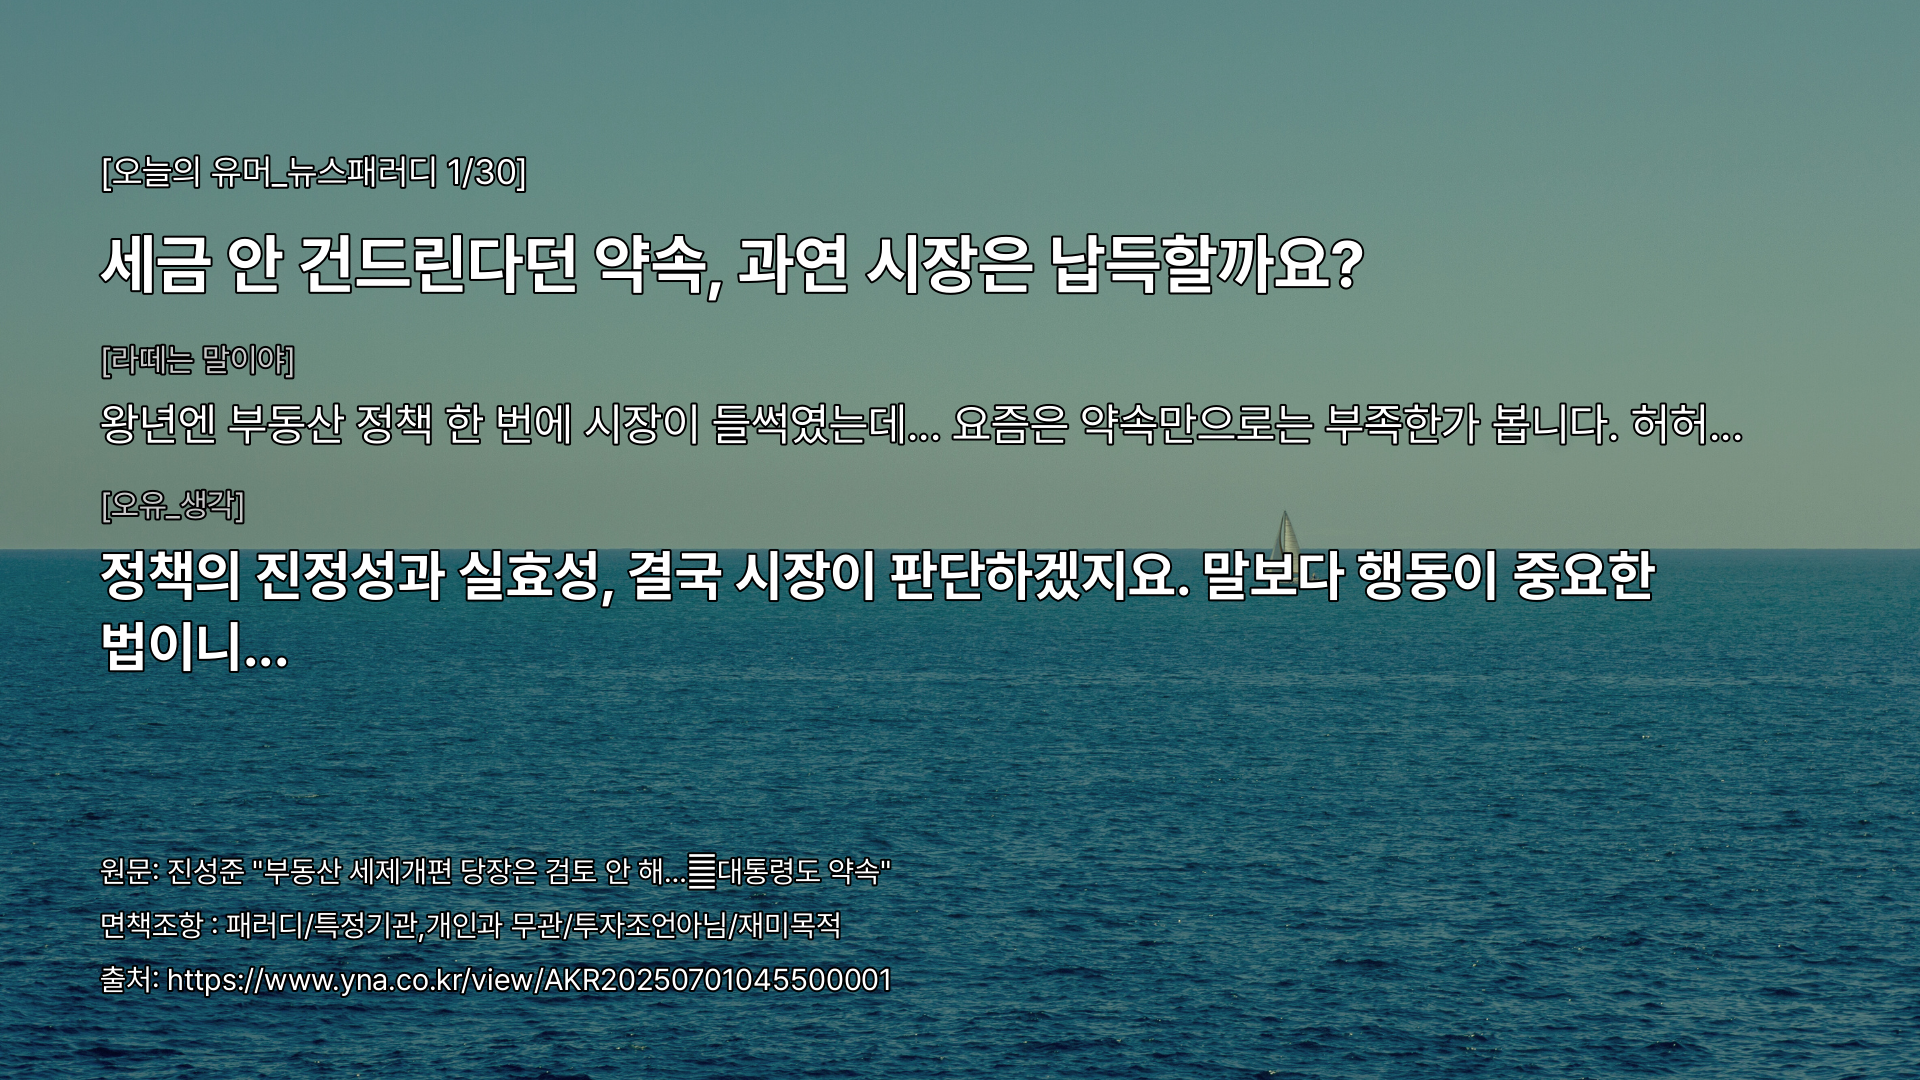 [오늘의 유머_뉴스패러디 1/30]
세금 안 건드린다던 약속, 과연 시장은 납득할까요?
[라떼는 말이야]
왕년엔 부동산 정책 한 번에 시장이 들썩였는데... 요즘은 약속만으로는 부족한가 봅니다. 허허...
[오유_생각]
정책의 진정성과 실효성, 결국 시장이 판단하겠지요. 말보다 행동이 중요한
법이니...
원문: 진성준 "부동산 세제개편 당장은 검토 안 해...䷀대통령도 약속"
면책조항 : 패러디/특정기관,개인과 무관/투자조언아님/재미목적
출처: https://www.yna.co.kr/view/AKR20250701045500001